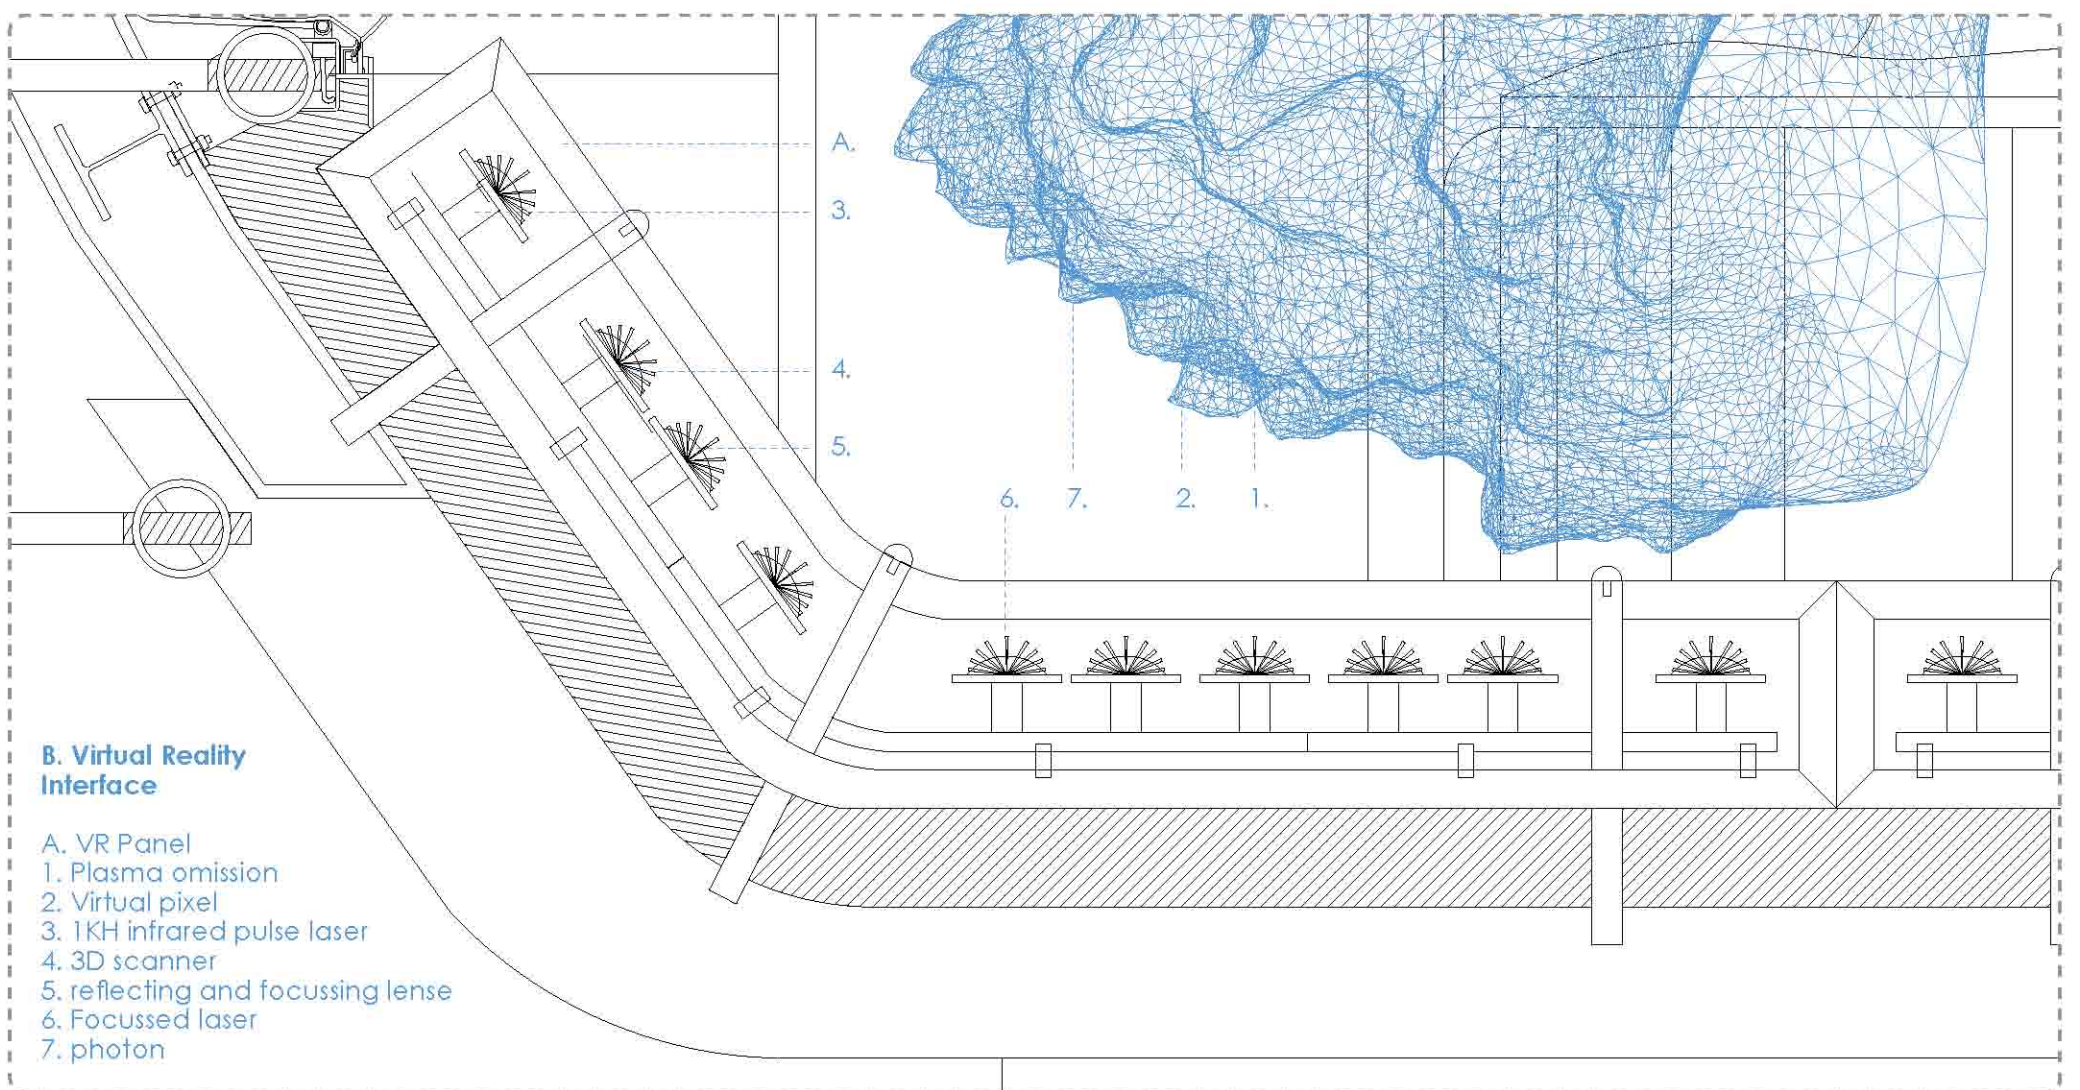 A.
3.
4.
5.
6. 7. 2. 1.
B. Virtual Reality
Interface
A. VR Panel
1. Plasma omission
2. Virtual pixel
3. 1KH infrared pulse laser
4. 3D scanner
5. reflecting and focussing lense
6. Focussed laser
7. photon